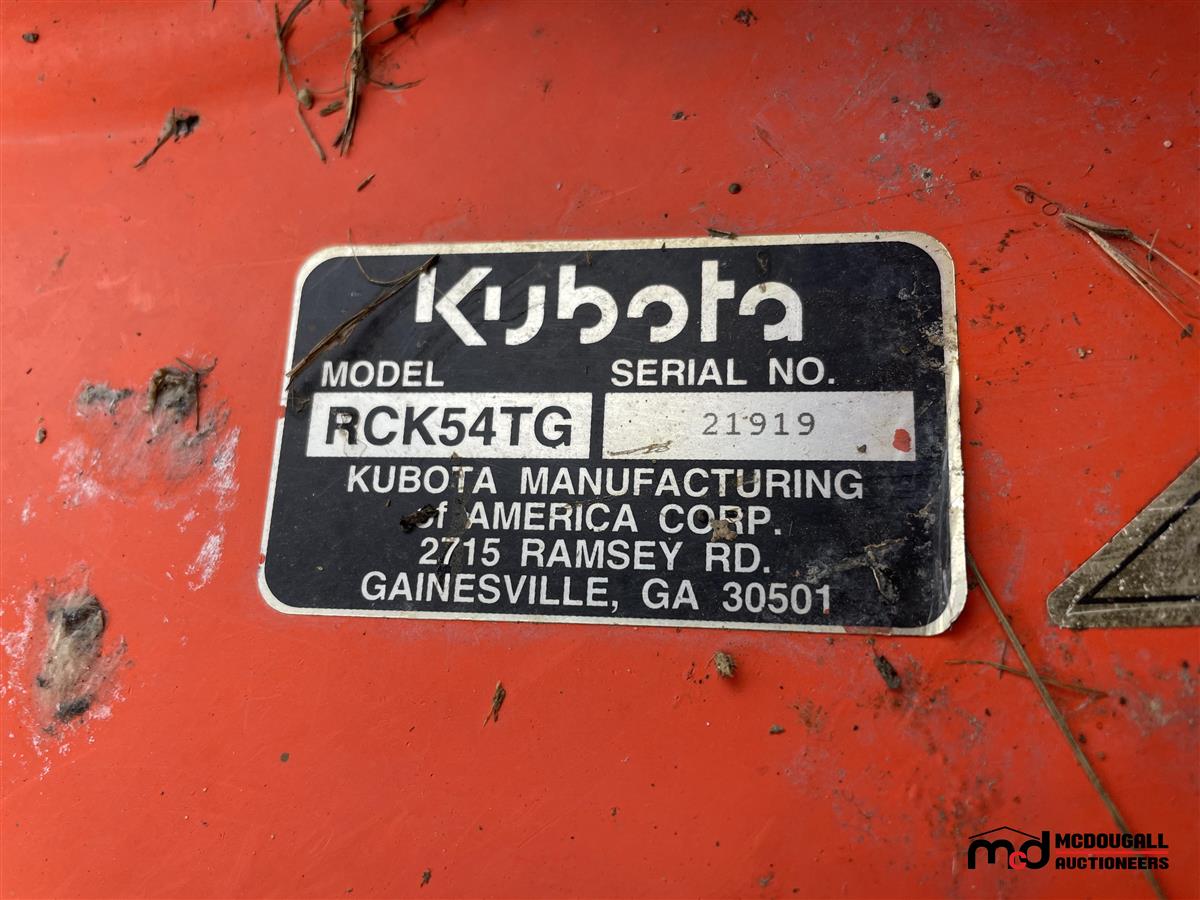 Kubota
MODEL SERIAL NO.
RCK54TG 21919
KUBOTA MANUFACTURING
of AMERICA CORP.
2715 RAMSEY RD.
GAINESVILLE, GA 30501
mcd MCDOUGALL
AUCTIONEERS